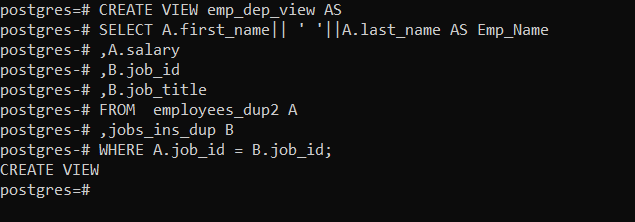 postgres=# CREATE VIEW emp_dep_view AS
postgres-# SELECT A.first_name|| ' '||A.last_name AS Emp_Name
postgres-# ,A.salary
postgres-# ,B.job_id
postgres-# ,B.job_title
postgres-# FROM  employees_dup2 A
postgres-# ,jobs_ins_dup B
postgres-# WHERE A.job_id = B.job_id;
CREATE VIEW
postgres=#